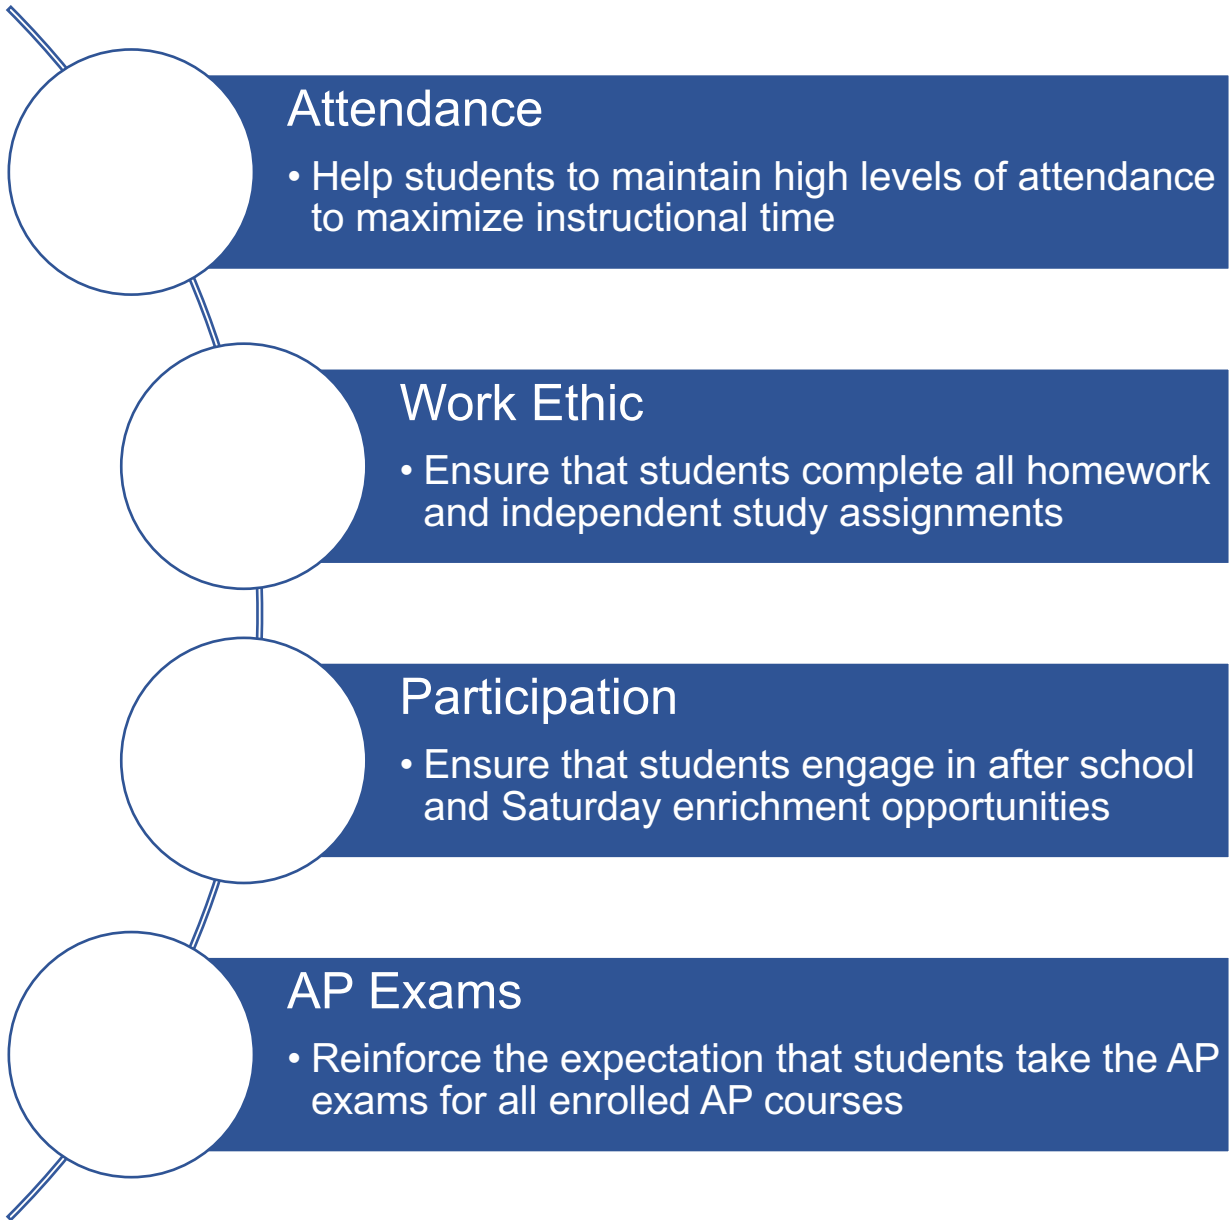 Attendance
• Help students to maintain high levels of attendance
to maximize instructional time
Work Ethic
• Ensure that students complete all homework
and independent study assignments
Participation
• Ensure that students engage in after school
and Saturday enrichment opportunities
AP Exams
• Reinforce the expectation that students take the AP
exams for all enrolled AP courses